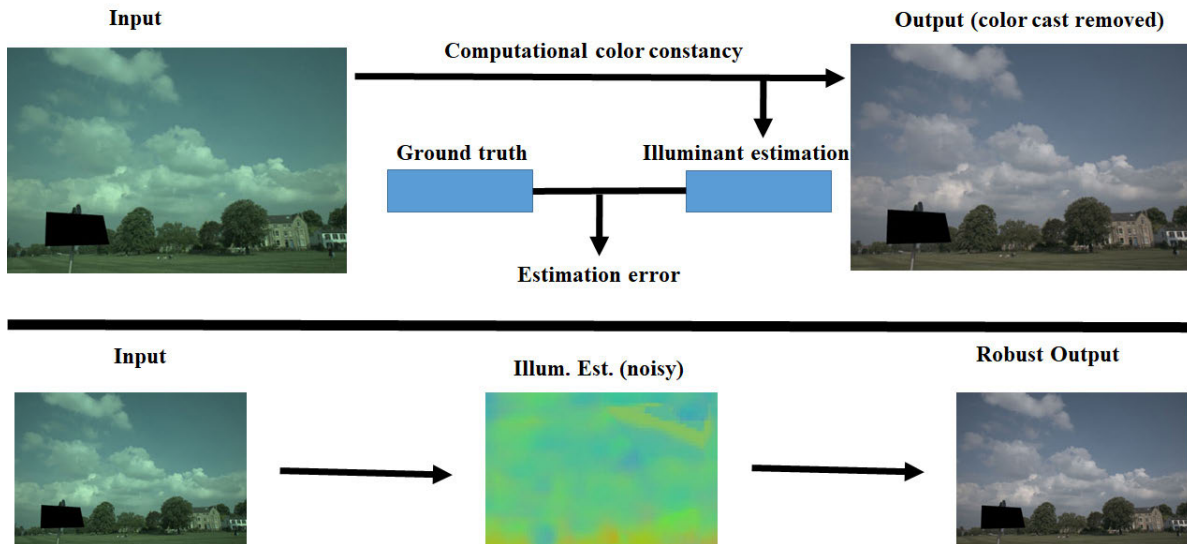 Input
Output (color cast removed)
Computational color constancy
Ground truth
Illuminant estimation
Estimation error
Input
Illum. Est. (noisy)
Robust Output